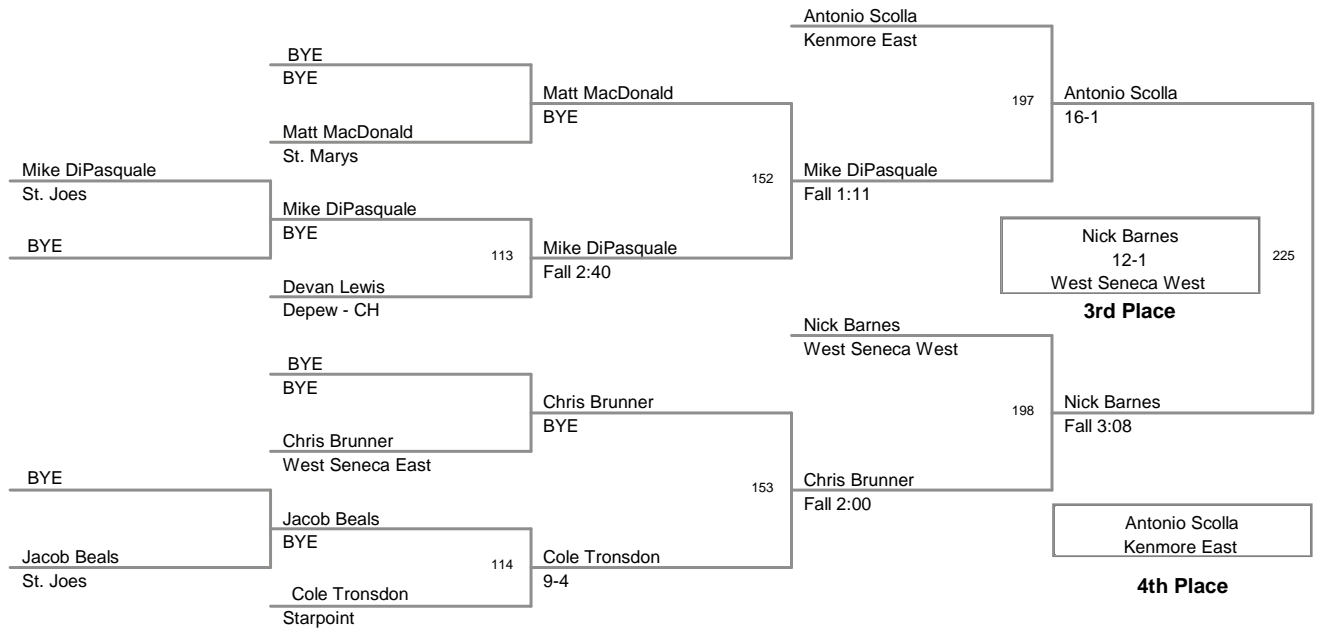 Antonio Scolla
Kenmore East
BYE
BYE
Matt MacDonald
BYE
197
Antonio Scolla
16-1
Matt MacDonald
St. Marys
Mike DiPasquale
St. Joes
152
Mike DiPasquale
Fall 1:11
Mike DiPasquale
BYE
BYE
113
Mike DiPasquale
Fall 2:40
Nick Barnes
12-1
West Seneca West
225
Devan Lewis
Depew - CH
3rd Place
Nick Barnes
West Seneca West
BYE
BYE
Chris Brunner
BYE
198
Nick Barnes
Fall 3:08
Chris Brunner
West Seneca East
BYE
153
Chris Brunner
Fall 2:00
Jacob Beals
BYE
Antonio Scolla
Kenmore East
Jacob Beals
St. Joes
114
Cole Tronsdon
9-4
4th Place
Cole Tronsdon
Starpoint